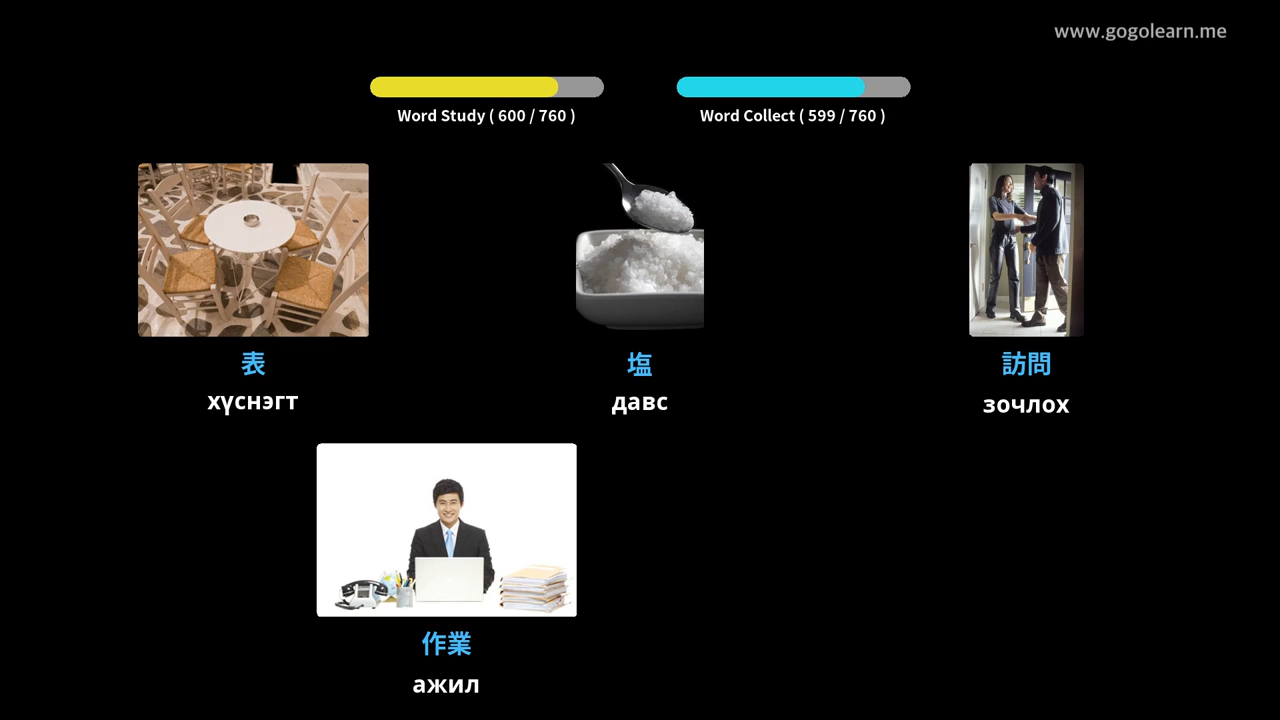 www.gogolearn.me
Word Study ( 600 / 760 )
Word Collect ( 599 / 760 )
表
хүснэгт
塩
давс
訪問
зочлох
作業
ажил